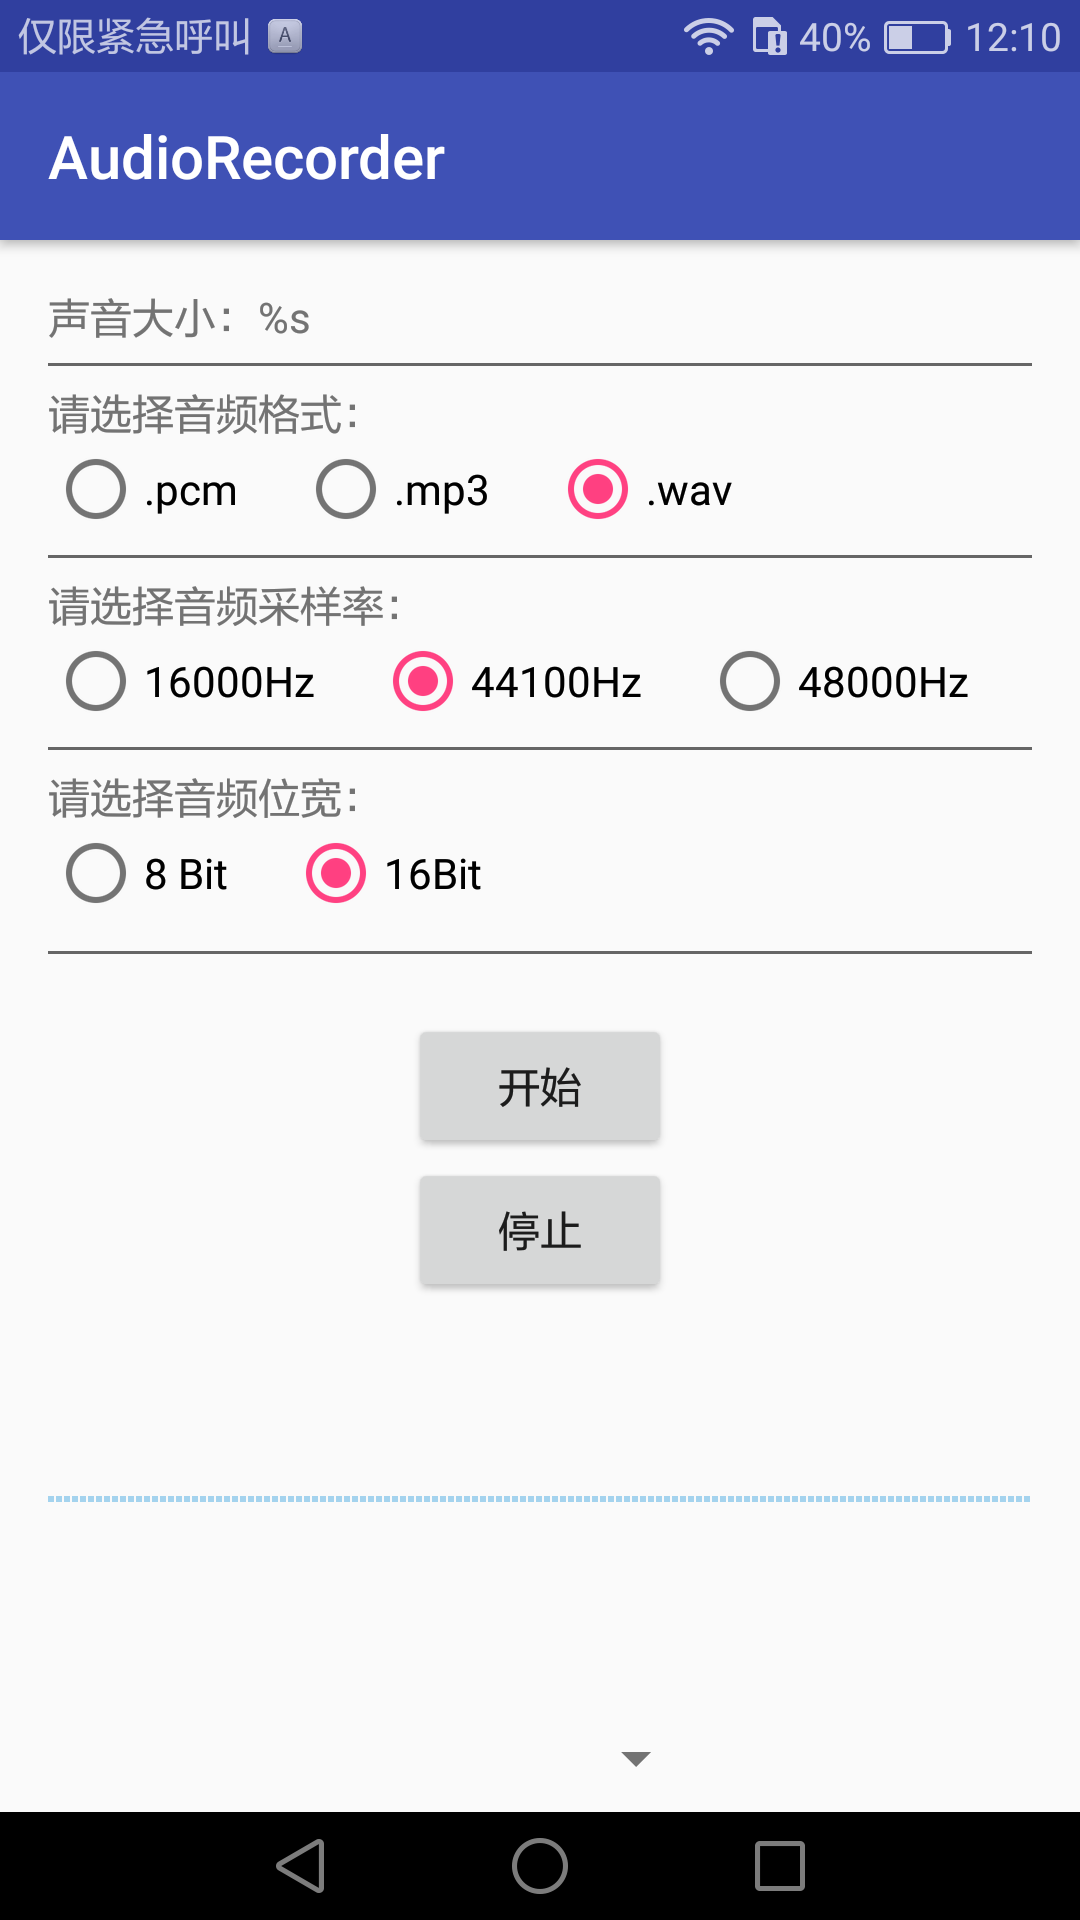 仅限紧急呼叫 A 40% 12:10
AudioRecorder
声音大小：%s
请选择音频格式：
.pcm .mp3 .wav
请选择音频采样率：
16000Hz 44100Hz 48000Hz
请选择音频位宽：
8 Bit 16Bit
开始
停止